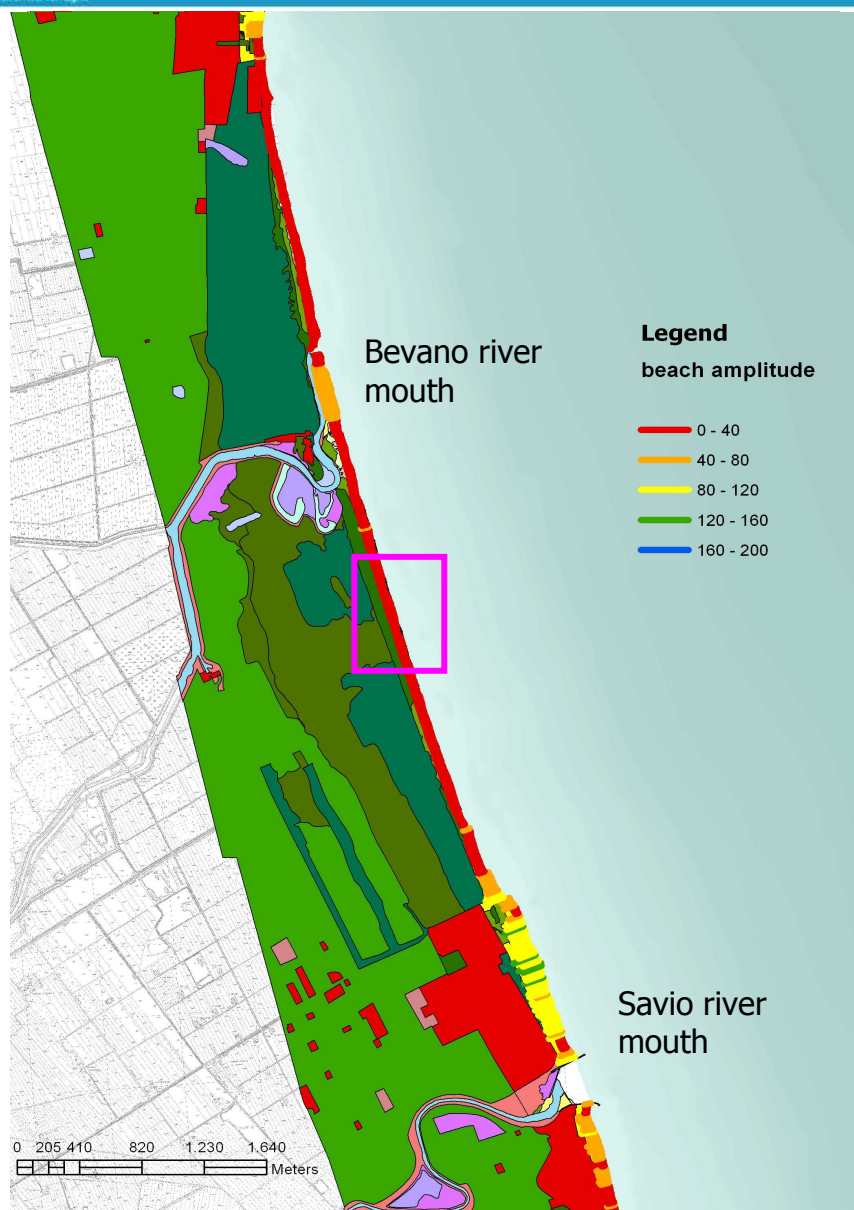 Bevano river
mouth
Legend
beach amplitude
0 - 40
40 - 80
80 - 120
120 - 160
160 - 200
Savio river
mouth
0 205 410 820 1.230 1.640
Meters